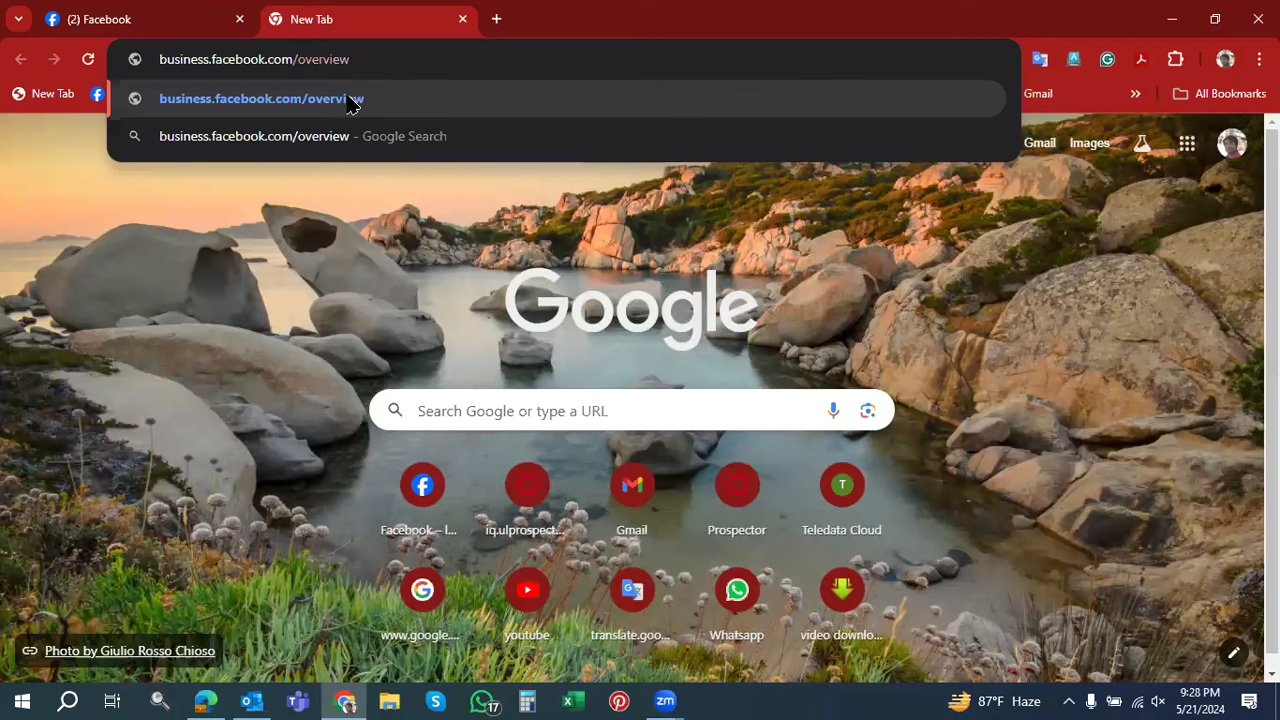 (2) Facebook
New Tab
business.facebook.com/overview
New Tab
business.facebook.com/overview
Gmail
»
All Bookmarks
business.facebook.com/overview - Google Search
Gmail
Images
Google
Search Google or type a URL
Facebook – l...
iq.ulprospect...
Gmail
Prospector
T
Teledata Cloud
www.google....
youtube
translate.goo...
Whatsapp
video downlo...
Photo by Giulio Rosso Chioso
17
zm
87°F Haze
9:28 PM
5/21/2024